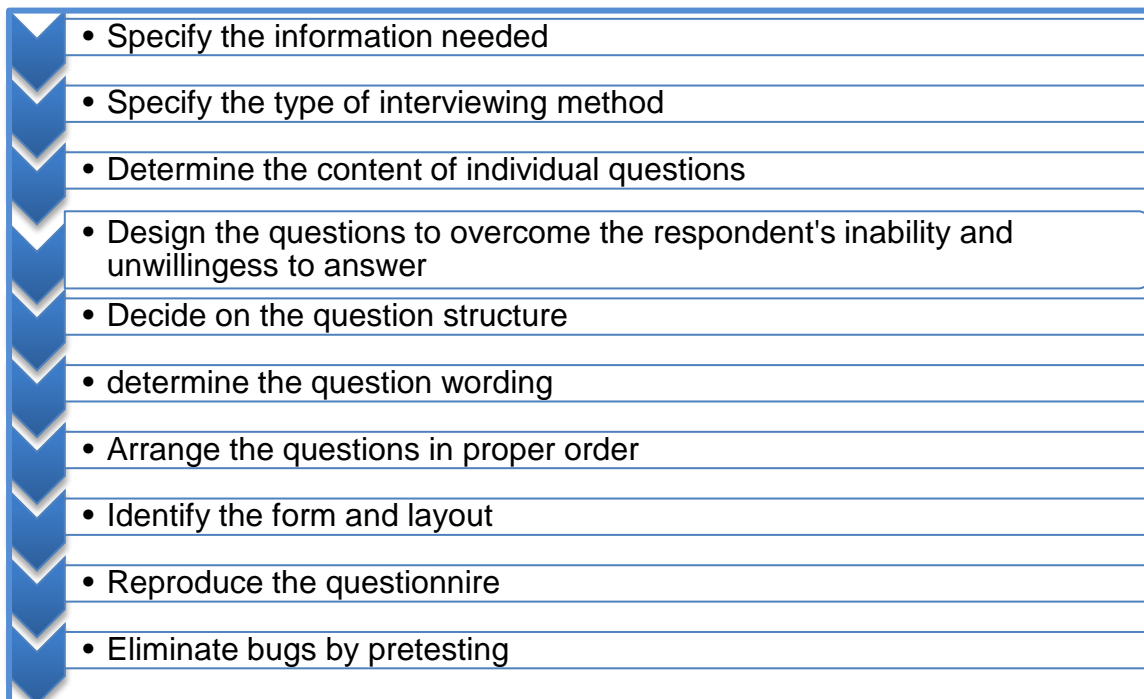 • Specify the information needed
• Specify the type of interviewing method
• Determine the content of individual questions
• Design the questions to overcome the respondent's inability and
unwillingess to answer
• Decide on the question structure
• determine the question wording
• Arrange the questions in proper order
• Identify the form and layout
• Reproduce the questionnire
• Eliminate bugs by pretesting